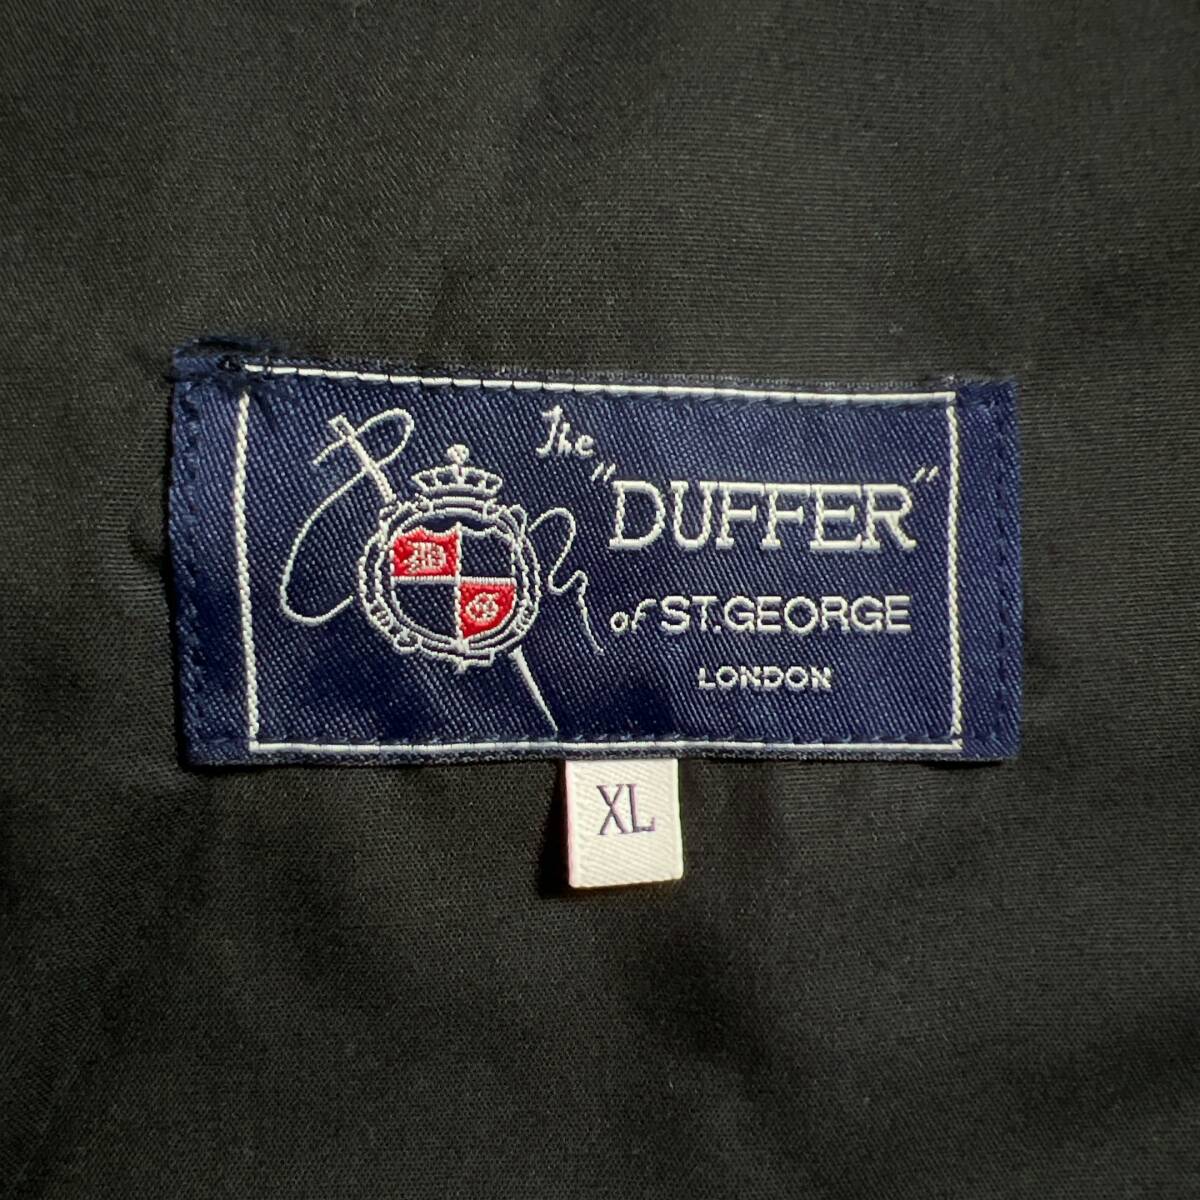 The
"DUFFER"
of ST.GEORGE
LONDON
D
G
XL